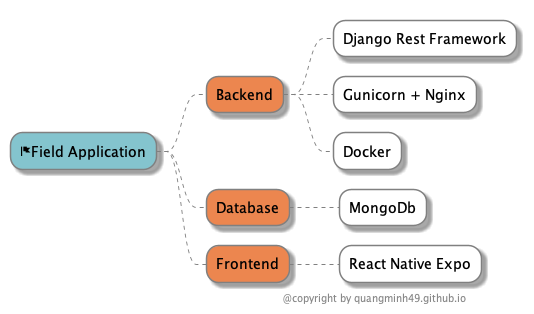 Field Application
Backend
Django Rest Framework
Gunicorn + Nginx
Docker
Database
MongoDb
Frontend
React Native Expo
@copyright by quangminh49.github.io